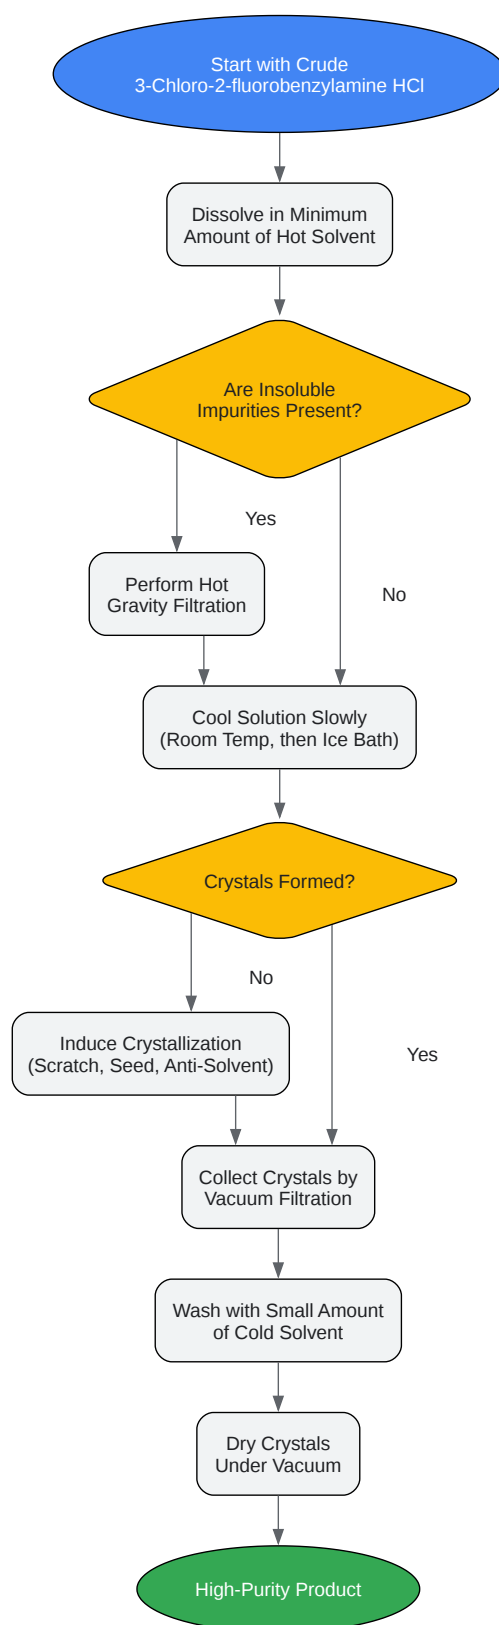 Start with Crude
3-Chloro-2-fluorobenzylamine HCl
Dissolve in Minimum
Amount of Hot Solvent
Are Insoluble
Impurities Present?
Yes
Perform Hot
Gravity Filtration
No
Cool Solution Slowly
(Room Temp, then Ice Bath)
Crystals Formed?
No
Induce Crystallization
(Scratch, Seed, Anti-Solvent)
Yes
Collect Crystals by
Vacuum Filtration
Wash with Small Amount
of Cold Solvent
Dry Crystals
Under Vacuum
High-Purity Product